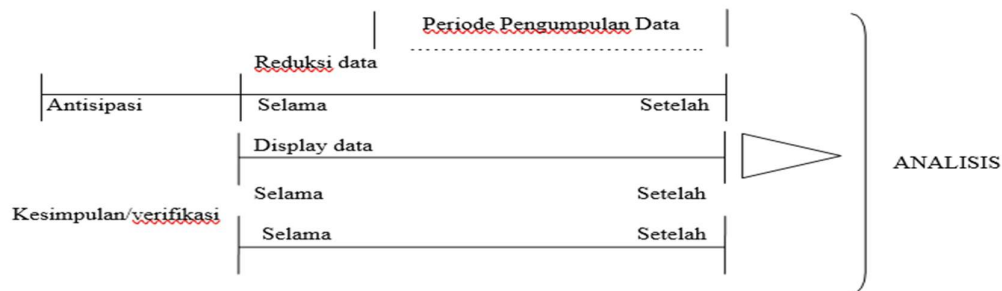 Periode Pengumpulan Data
Reduksi data
Antisipasi Selama Setelah
Display data
ANALISIS
Selama Setelah
Kesimpulan/verifikasi
Selama Setelah